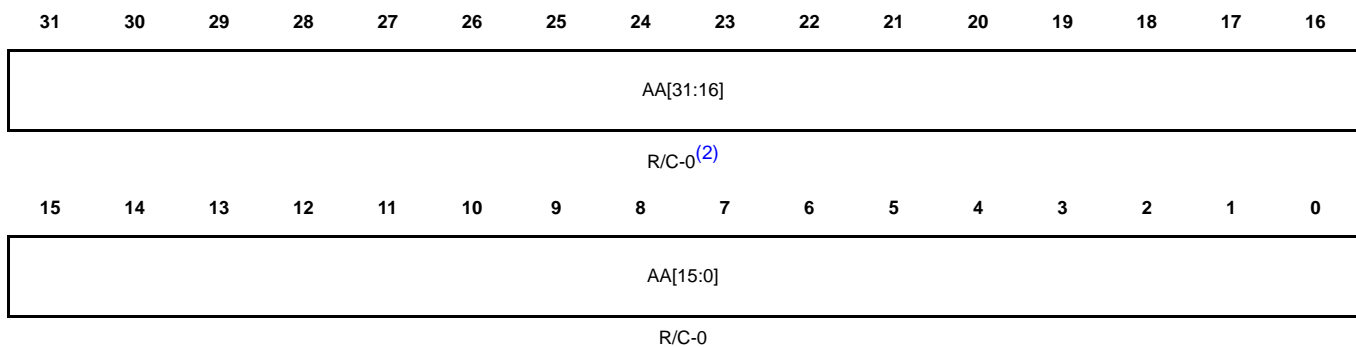 31 30 29 28 27 26 25 24 23 22 21 20 19 18 17 16
AA[31:16]
R/C-0(2)
15 14 13 12 11 10 9 8 7 6 5 4 3 2 1 0
AA[15:0]
R/C-0